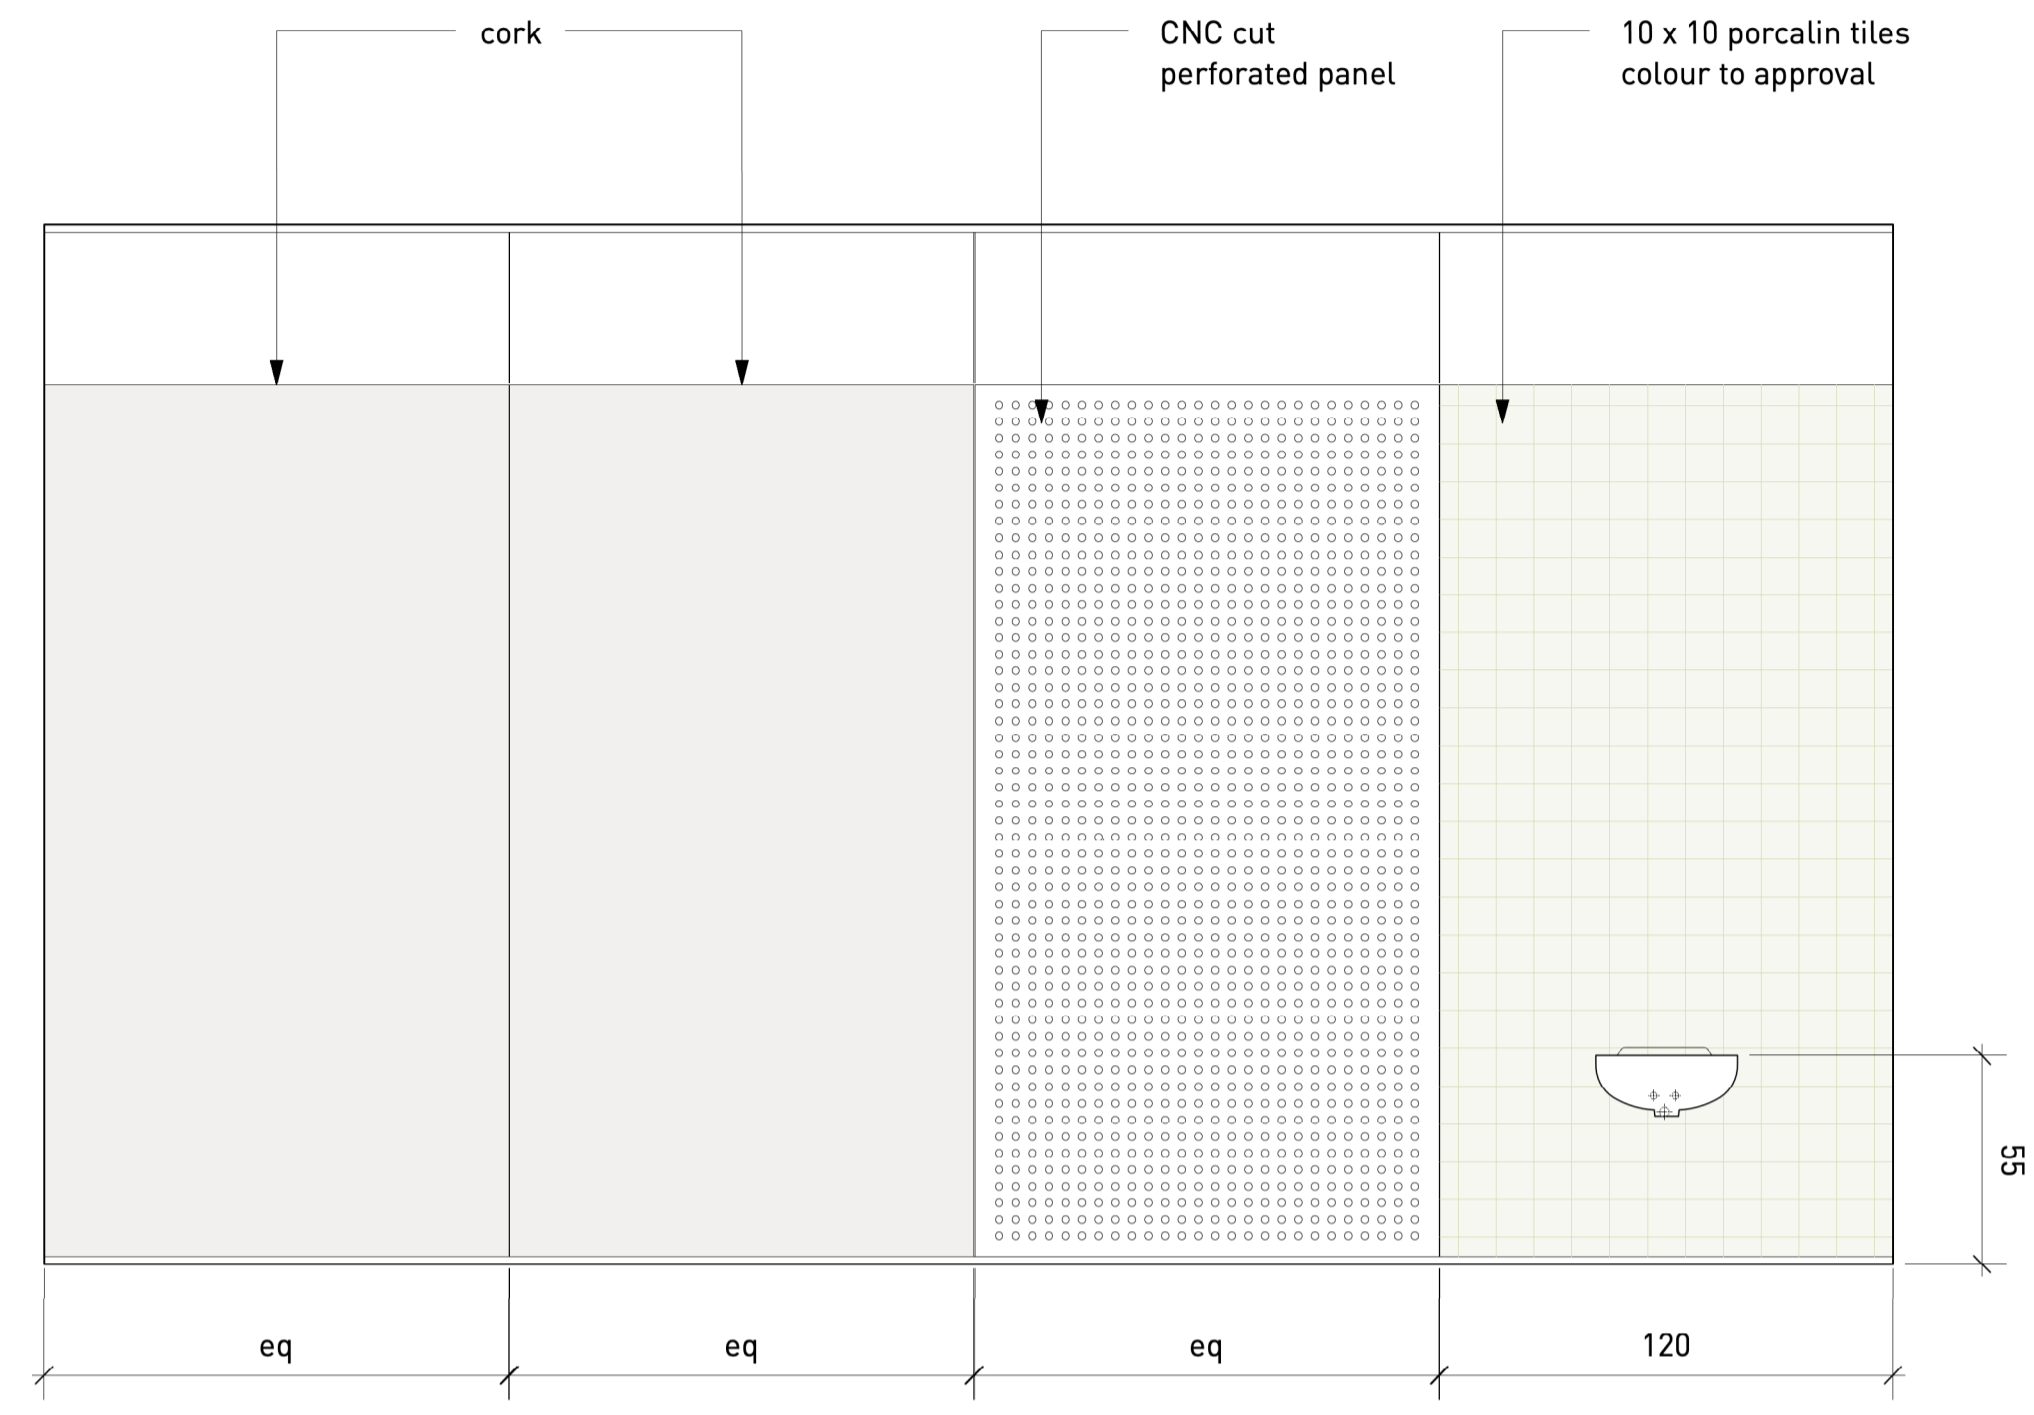 cork
CNC cut
perforated panel
10 x 10 porcalin tiles
colour to approval
55
eq
eq
eq
120